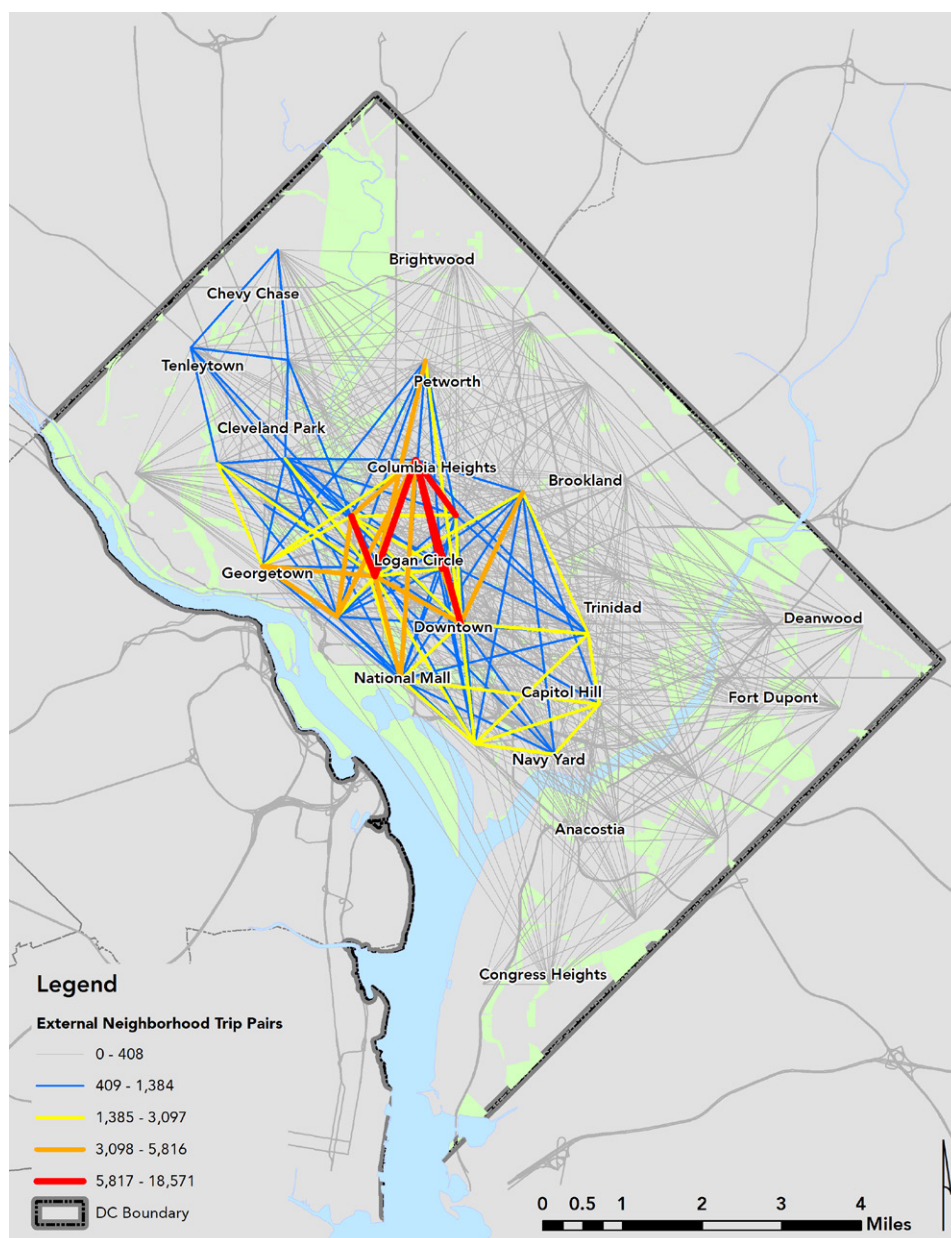 Brightwood
Chevy Chase
Tenleytown
Petworth
Cleveland Park
Columbia Heights
Brookland
Logan Circle
Georgetown
Trinidad
Deanwood
Downtown
National Mall
Capitol Hill
Fort Dupont
Navy Yard
Anacostia
Congress Heights
Legend
External Neighborhood Trip Pairs
0 - 408
409 - 1,384
1,385 - 3,097
3,098 - 5,816
5,817 - 18,571
DC Boundary
0 0.5 1 2 3 4
Miles